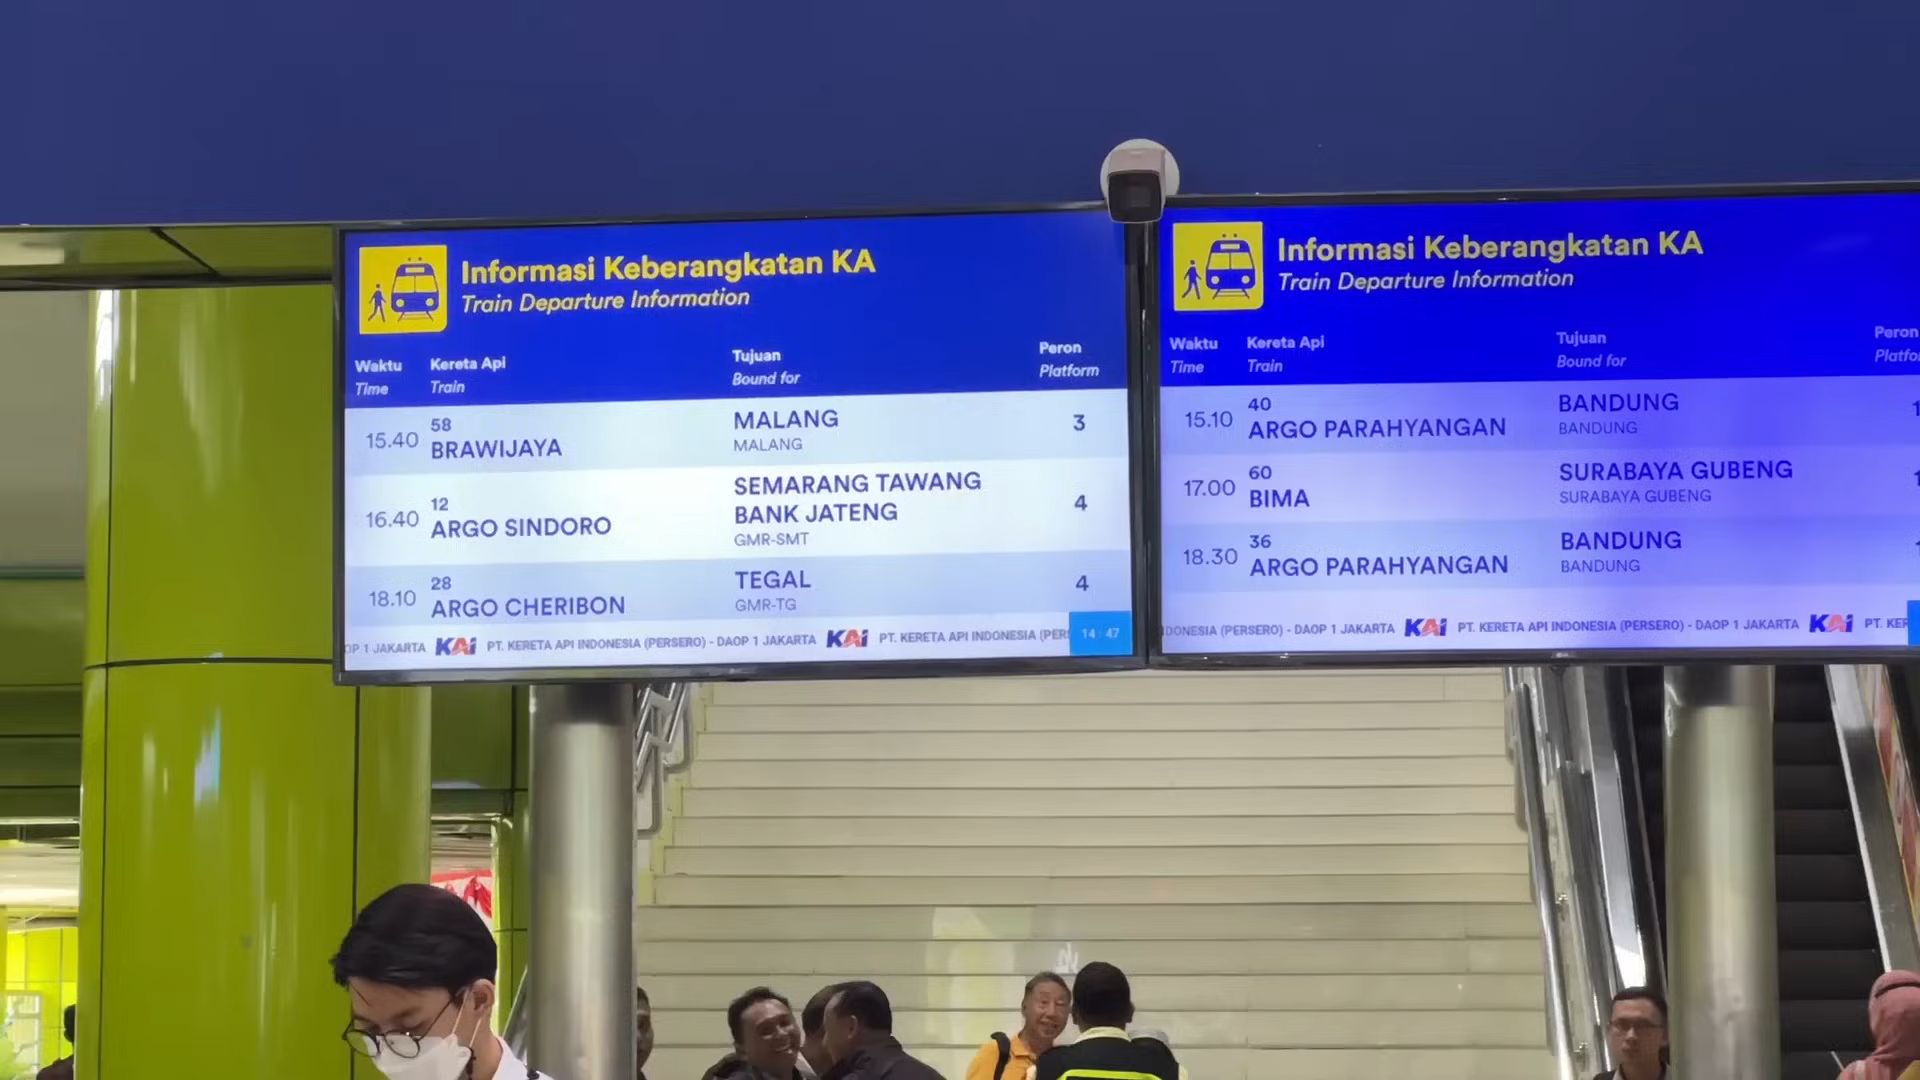 Informasi Keberangkatan KA
Train Departure Information
Waktu Kereta Api Tujuan Peron
Time Train Bound for Platform
15.40 58 BRAWIJAYA MALANG MALANG 3
16.40 12 ARGO SINDORO SEMARANG TAWANG BANK JATENG GMR-SMT 4
18.10 28 ARGO CHERIBON TEGAL GMR-TG 4
OP 1 JAKARTA KAI PT. KERETA API INDONESIA (PERSERO) - DAOP 1 JAKARTA KAI PT. KERETA API INDONESIA (PER 14:47
Informasi Keberangkatan KA
Train Departure Information
Waktu Kereta Api Tujuan Peron
Time Train Bound for Platfo
15.10 40 ARGO PARAHYANGAN BANDUNG BANDUNG
17.00 60 BIMA SURABAYA GUBENG SURABAYA GUBENG
18.30 36 ARGO PARAHYANGAN BANDUNG BANDUNG
DONESIA (PERSERO) - DAOP 1 JAKARTA KAI PT. KERETA API INDONESIA (PERSERO) - DAOP 1 JAKARTA KAI PT. KER